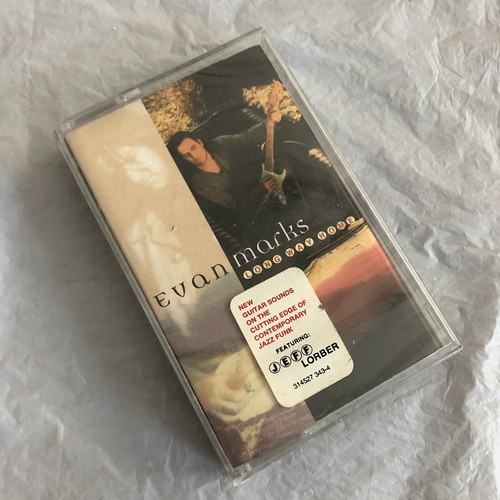 evan marks
LONG WAY HOME
NEW
GUITAR SOUNDS
ON THE
CUTTING EDGE OF
CONTEMPORARY
JAZZ FUNK
FEATURING:
JEFF
LORBER
314527 343-4